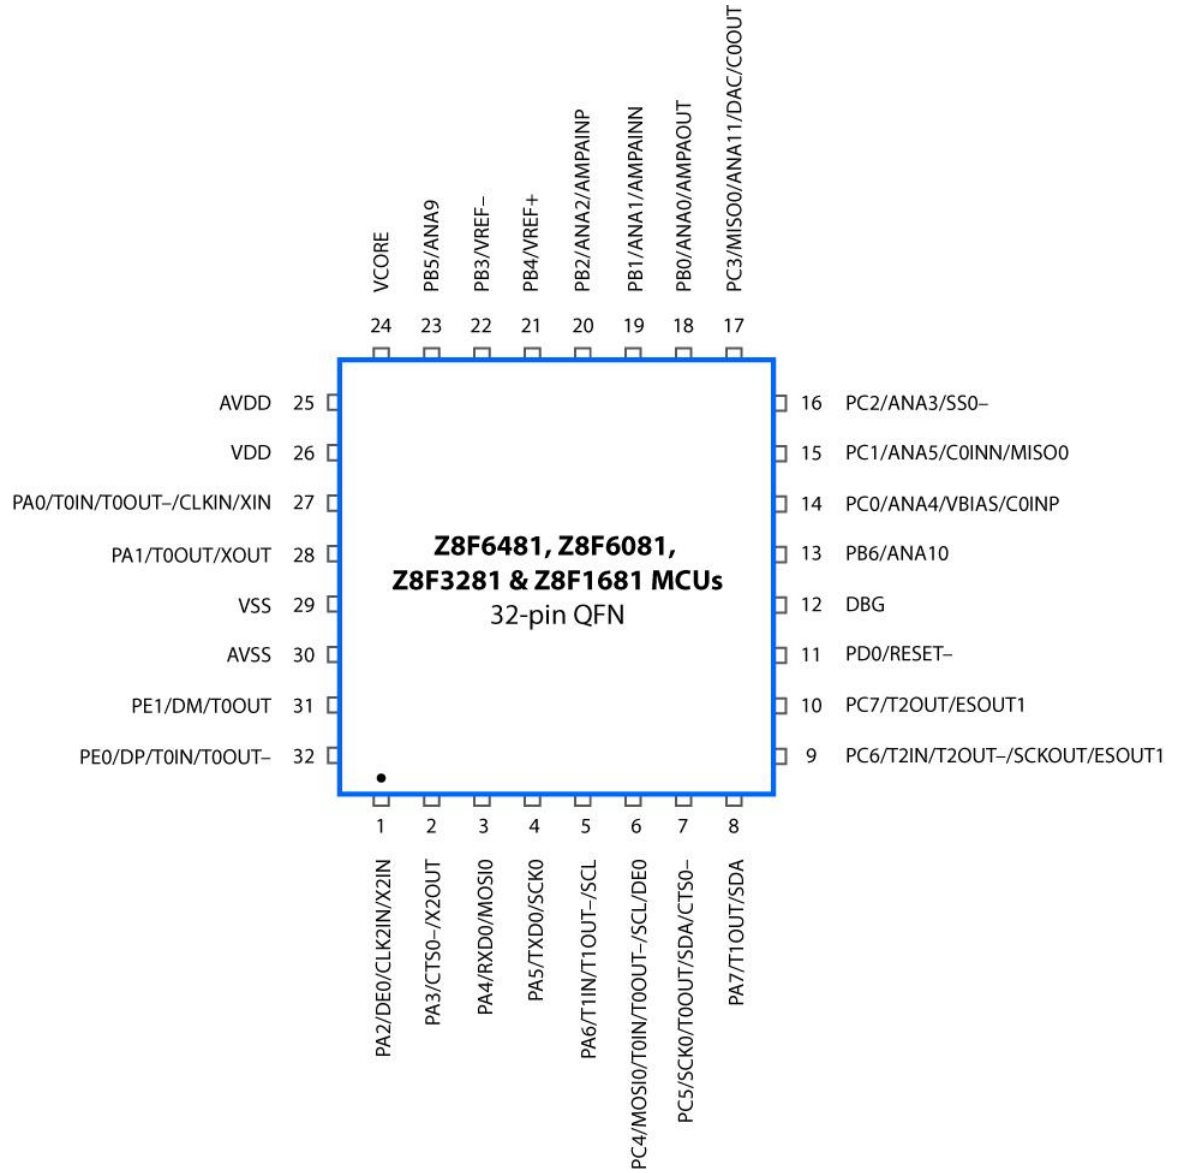 VCORE
PB5/ANA9
PB3/VREF–
PB4/VREF+
PB2/ANA2/AMPAINP
PB1/ANA1/AMPAINN
PB0/ANA0/AMPAOUT
PC3/MISO0/ANA11/DAC/C0OUT
24 23 22 21 20 19 18 17
AVDD 25
VDD 26
PA0/T0IN/T0OUT–/CLKIN/XIN 27
PA1/T0OUT/XOUT 28
VSS 29
AVSS 30
PE1/DM/T0OUT 31
PE0/DP/T0IN/T0OUT– 32
Z8F6481, Z8F6081,
Z8F3281 & Z8F1681 MCUs
32-pin QFN
16 PC2/ANA3/SS0–
15 PC1/ANA5/C0INN/MISO0
14 PC0/ANA4/VBIAS/C0INP
13 PB6/ANA10
12 DBG
11 PD0/RESET–
10 PC7/T2OUT/ESOUT1
9 PC6/T2IN/T2OUT–/SCKOUT/ESOUT1
1 2 3 4 5 6 7 8
PA2/DE0/CLK2IN/X2IN
PA3/CTS0–/X2OUT
PA4/RXD0/MOSI0
PA5/TXD0/SCK0
PA6/T1IN/T1OUT–/SCL
PC4/MOSI0/T0IN/T0OUT–/SCL/DE0
PC5/SCK0/T0OUT/SDA/CTS0–
PA7/T1OUT/SDA